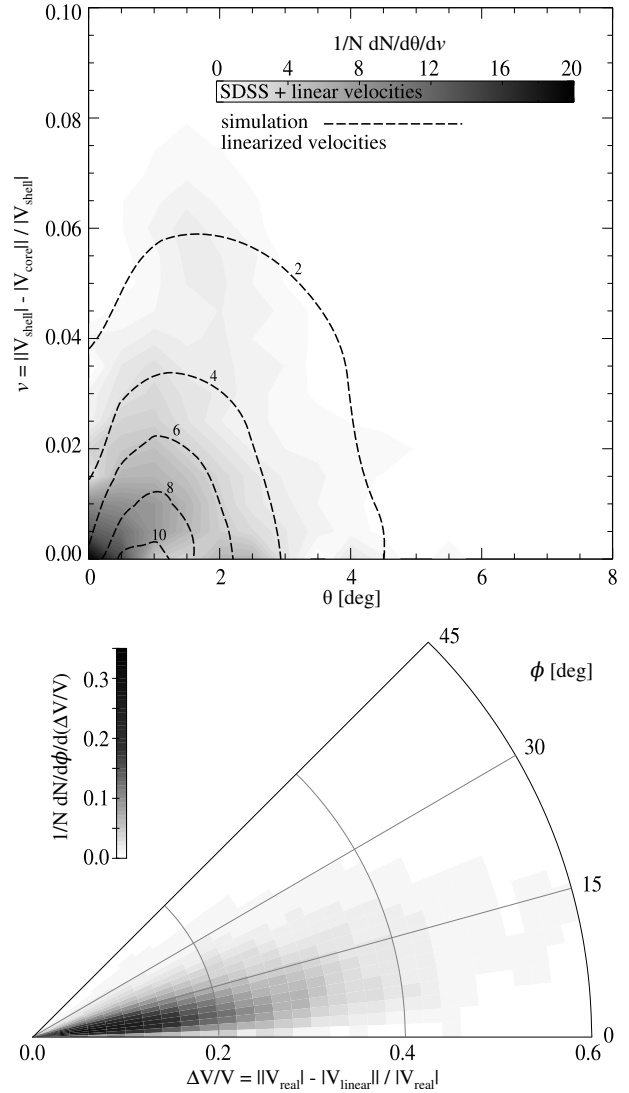 0.10
0.08
0.06
0.04
0.02
0.00
ν = ||V_shell| - |V_core|| / |V_shell|
1/N dN/dθ/dν
0 4 8 12 16 20
SDSS + linear velocities
simulation
linearized velocities
2
4
6
8
10
0 2 4 6 8
θ [deg]
1/N dN/dϕ/d(ΔV/V)
0.3
0.2
0.1
0.0
45
ϕ [deg]
30
15
0
0.0 0.2 0.4 0.6
ΔV/V = ||V_real| - |V_linear|| / |V_real|